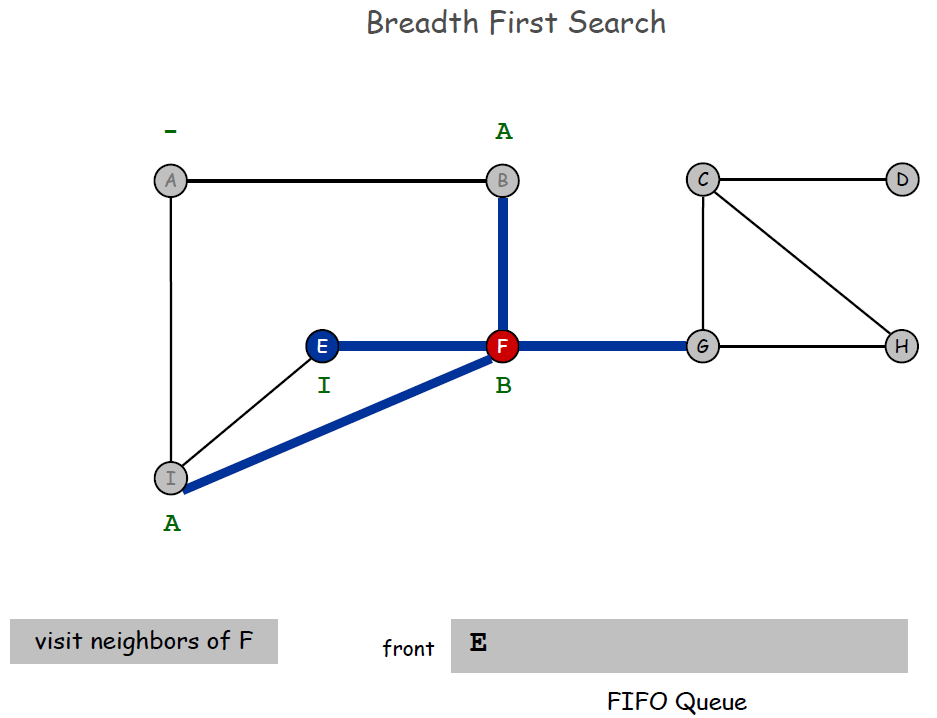 Breadth First Search
- A
A B C D
E F G H
I B
I
A
visit neighbors of F
front E
FIFO Queue